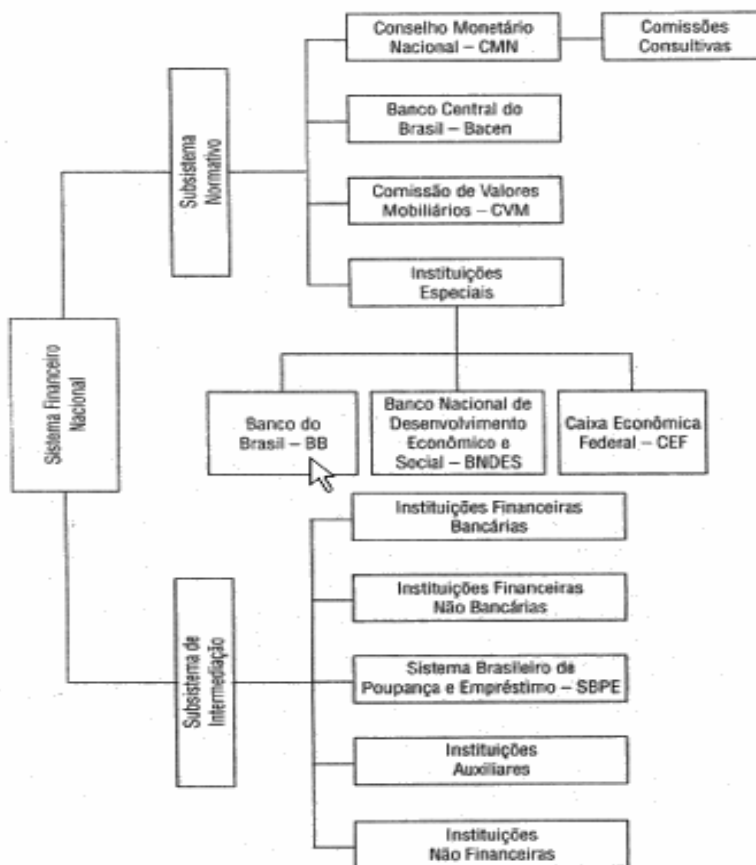 Conselho Monetário
Nacional – CMN
Comissões
Consultivas
Subsistema
Normativo
Banco Central do
Brasil – Bacen
Comissão de Valores
Mobiliários – CVM
Instituições
Especiais
Sistema Financeiro
Nacional
Banco do
Brasil – BB
Banco Nacional de
Desenvolvimento
Econômico e
Social – BNDES
Caixa Econômica
Federal – CEF
Instituições Financeiras
Bancárias
Subsistema de
Intermediação
Instituições Financeiras
Não Bancárias
Sistema Brasileiro de
Poupança e Empréstimo – SBPE
Instituições
Auxiliares
Instituições
Não Financeiras